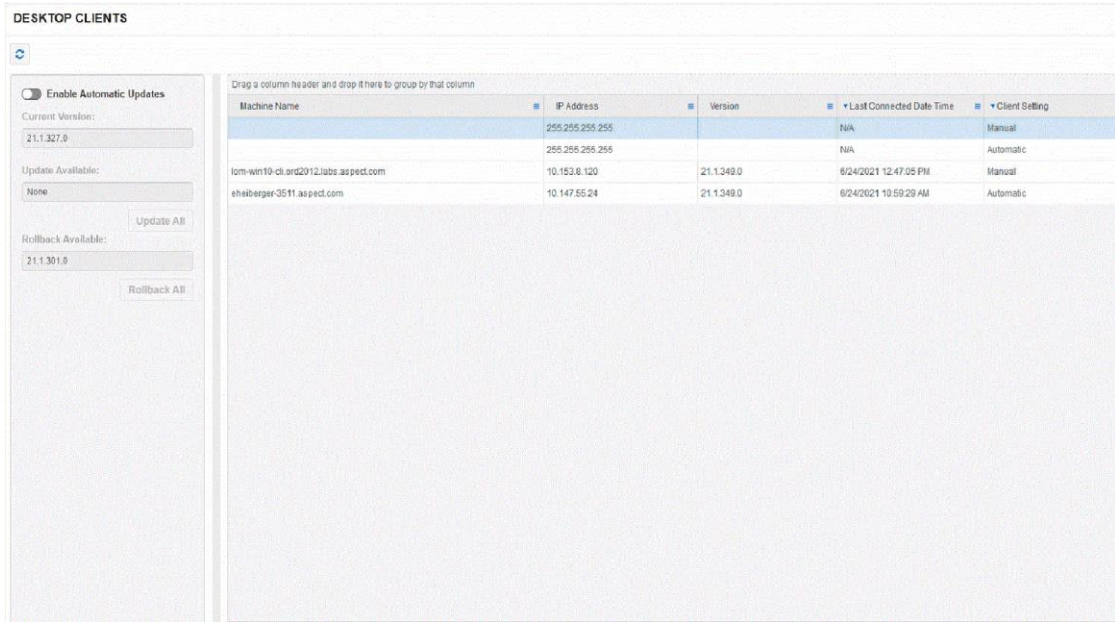 DESKTOP CLIENTS
Enable Automatic Updates
Current Version:
21.1.327.0
Update Available:
None
Update All
Rollback Available:
21.1.301.0
Rollback All
Drag a column header and drop it here to group by that column
Machine Name IP Address Version Last Connected Date Time Client Setting
255.255.255.255 N/A Manual
255.255.255.255 N/A Automatic
lom-win10-cli.ord2012.labs.aspect.com 10.153.8.120 21.1.349.0 6/24/2021 12:47:05 PM Manual
eheiberger-3511.aspect.com 10.147.55.24 21.1.349.0 6/24/2021 10:59:29 AM Automatic